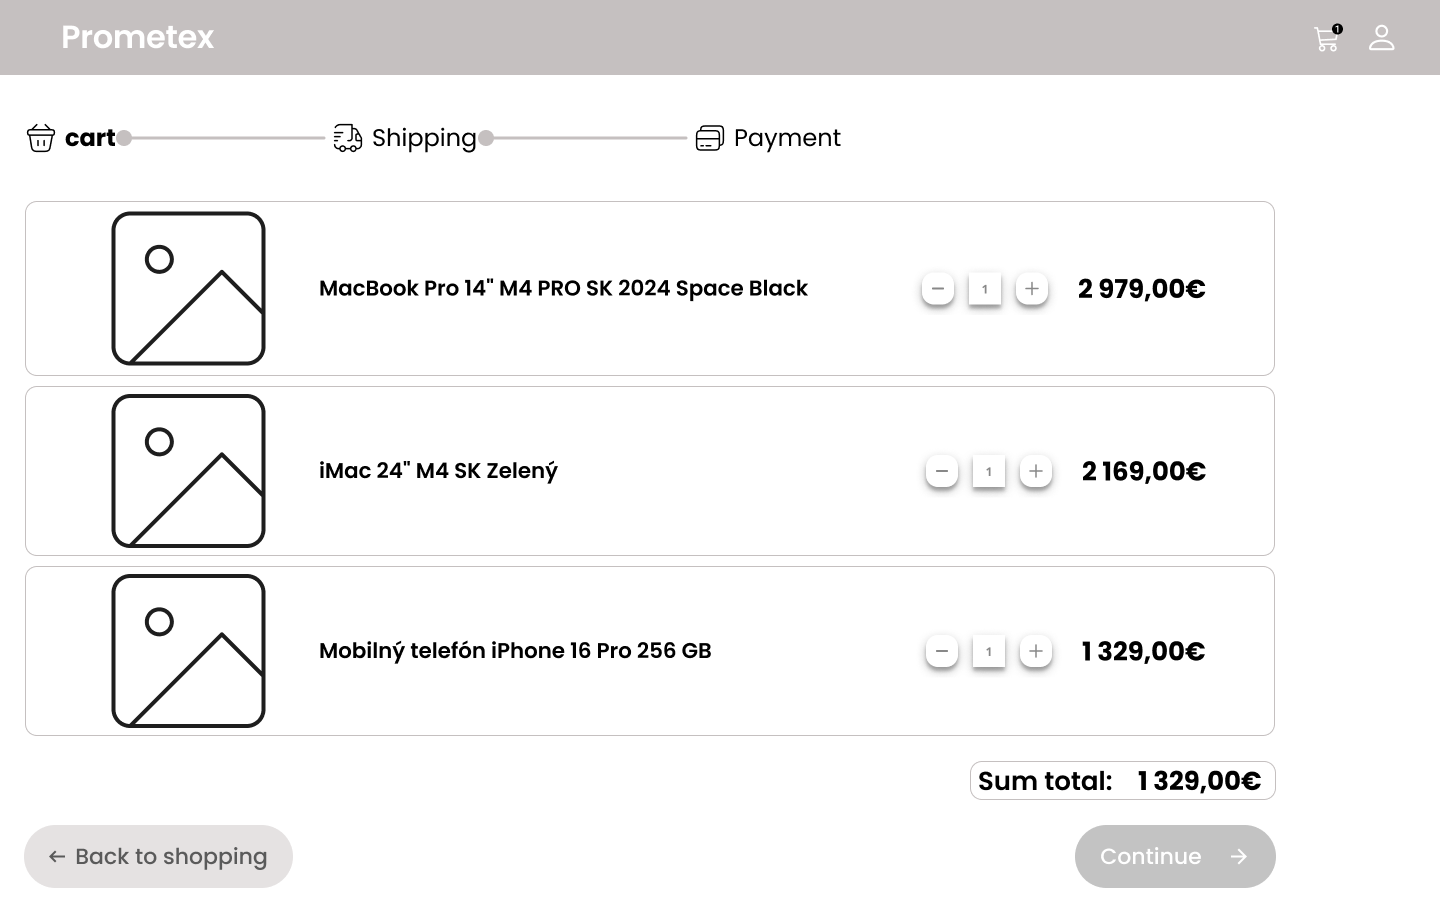 Prometex
1
cart
Shipping
Payment
MacBook Pro 14" M4 PRO SK 2024 Space Black
1
2 979,00€
iMac 24" M4 SK Zelený
1
2 169,00€
Mobilný telefón iPhone 16 Pro 256 GB
1
1 329,00€
Sum total: 1 329,00€
Back to shopping
Continue